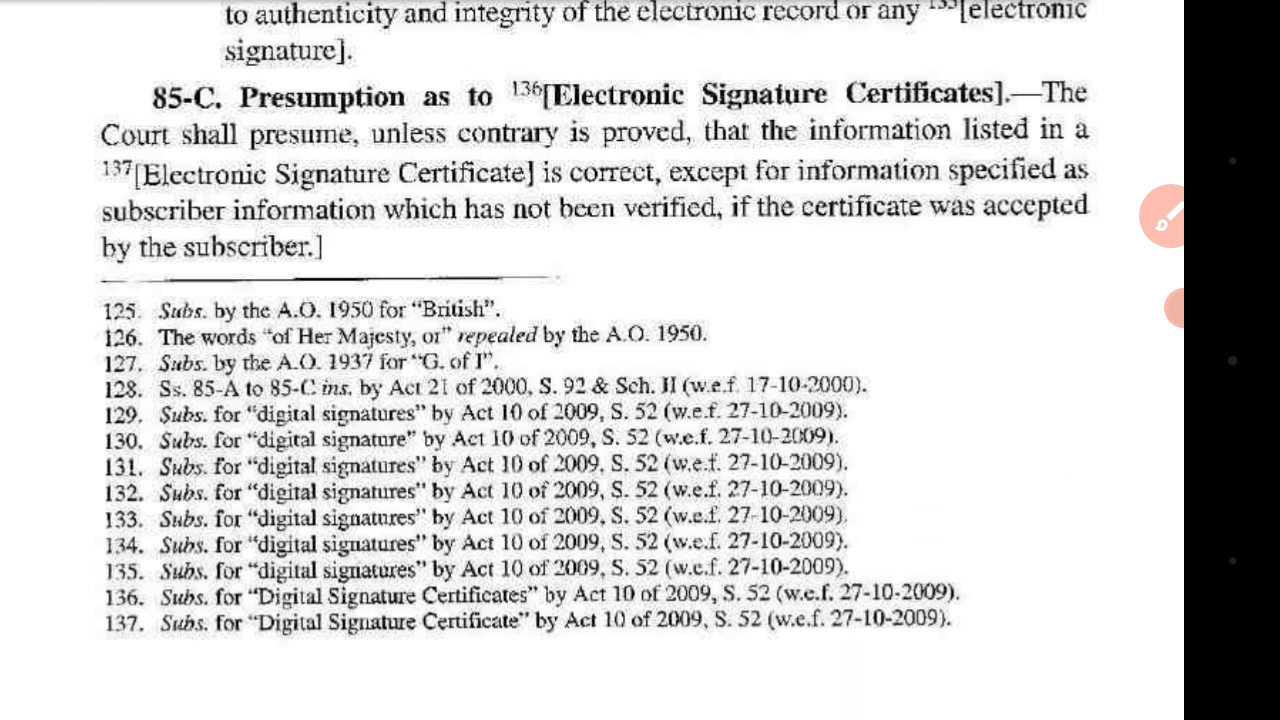 to authenticity and integrity of the electronic record or any 135[electronic
signature].
85-C. Presumption as to 136[Electronic Signature Certificates].—The
Court shall presume, unless contrary is proved, that the information listed in a
137[Electronic Signature Certificate] is correct, except for information specified as
subscriber information which has not been verified, if the certificate was accepted
by the subscriber.]
125. Subs. by the A.O. 1950 for “British”.
126. The words “of Her Majesty, or” repealed by the A.O. 1950.
127. Subs. by the A.O. 1937 for “G. of I”.
128. Ss. 85-A to 85-C ins. by Act 21 of 2000, S. 92 & Sch. II (w.e.f. 17-10-2000).
129. Subs. for “digital signatures” by Act 10 of 2009, S. 52 (w.e.f. 27-10-2009).
130. Subs. for “digital signature” by Act 10 of 2009, S. 52 (w.e.f. 27-10-2009).
131. Subs. for “digital signatures” by Act 10 of 2009, S. 52 (w.e.f. 27-10-2009).
132. Subs. for “digital signatures” by Act 10 of 2009, S. 52 (w.e.f. 27-10-2009).
133. Subs. for “digital signatures” by Act 10 of 2009, S. 52 (w.e.f. 27-10-2009).
134. Subs. for “digital signatures” by Act 10 of 2009, S. 52 (w.e.f. 27-10-2009).
135. Subs. for “digital signatures” by Act 10 of 2009, S. 52 (w.e.f. 27-10-2009).
136. Subs. for “Digital Signature Certificates” by Act 10 of 2009, S. 52 (w.e.f. 27-10-2009).
137. Subs. for “Digital Signature Certificate” by Act 10 of 2009, S. 52 (w.e.f. 27-10-2009).